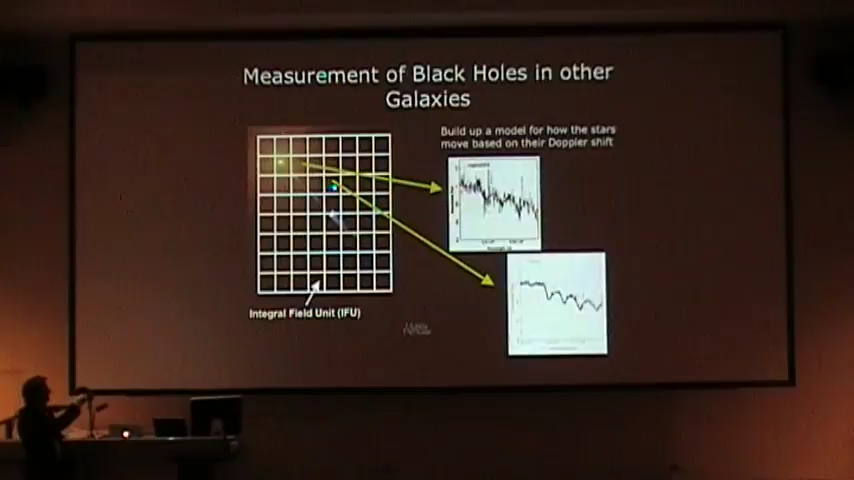 Measurement of Black Holes in other
Galaxies
Build up a model for how the stars
move based on their Doppler shift
Integral Field Unit (IFU)